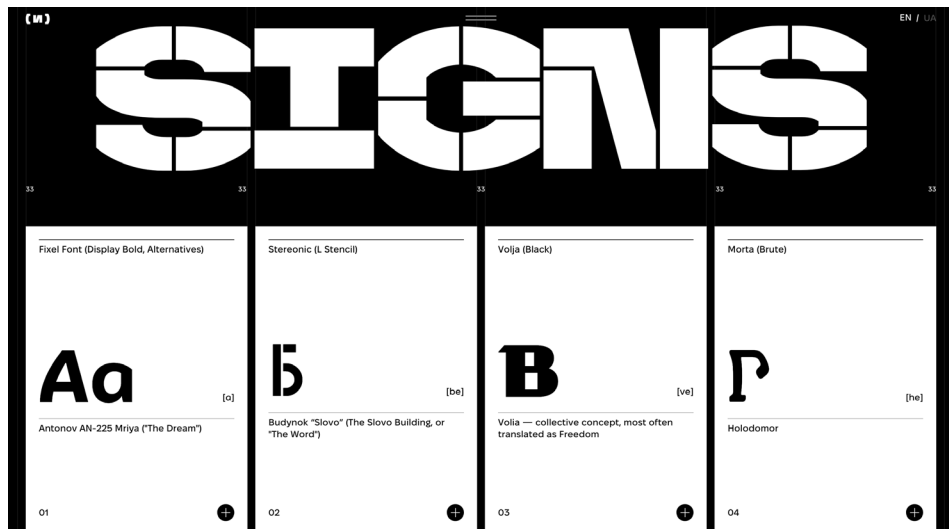 (И)
EN / UA
SIGNS
33 33 33 33 33
Fixel Font (Display Bold, Alternatives)
Aa
[a]
Antonov AN-225 Mriya ("The Dream")
01
Stereonic (L Stencil)
Б
[be]
Budynok “Slovo” (The Slovo Building, or
"The Word")
02
Volja (Black)
В
[ve]
Volia — collective concept, most often
translated as Freedom
03
Morta (Brute)
Г
[he]
Holodomor
04